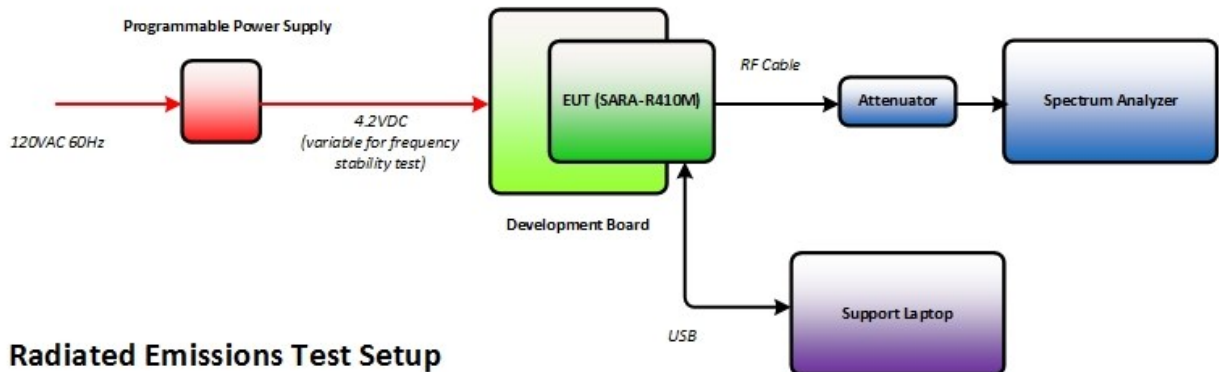 Programmable Power Supply
120VAC 60Hz
4.2VDC
(variable for frequency
stability test)
EUT (SARA-R410M)
Development Board
RF Cable
Attenuator
Spectrum Analyzer
USB
Support Laptop
Radiated Emissions Test Setup